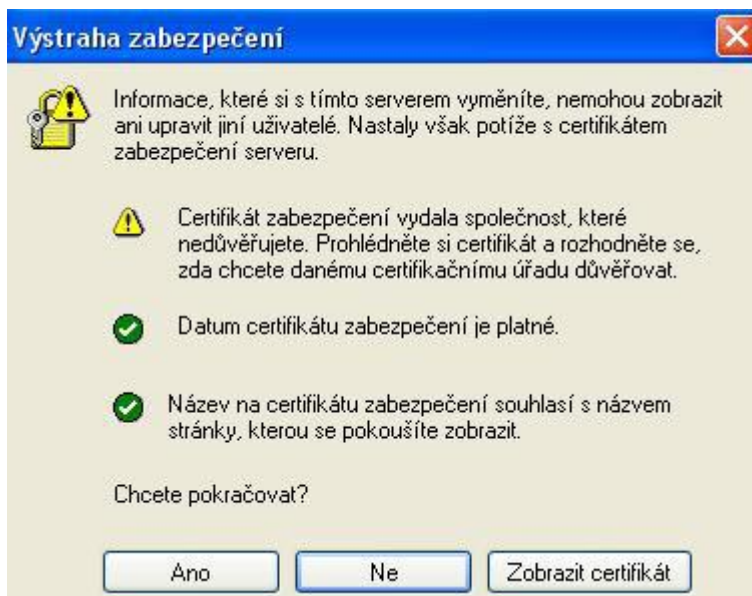 Výstraha zabezpečení
Informace, které si s tímto serverem vyměníte, nemohou zobrazit
ani upravit jiní uživatelé. Nastaly však potíže s certifikátem
zabezpečení serveru.
Certifikát zabezpečení vydala společnost, které
nedůvěřujete. Prohlédněte si certifikát a rozhodněte se,
zda chcete danému certifikačnímu úřadu důvěřovat.
Datum certifikátu zabezpečení je platné.
Název na certifikátu zabezpečení souhlasí s názvem
stránky, kterou se pokoušíte zobrazit.
Chcete pokračovat?
Ano
Ne
Zobrazit certifikát